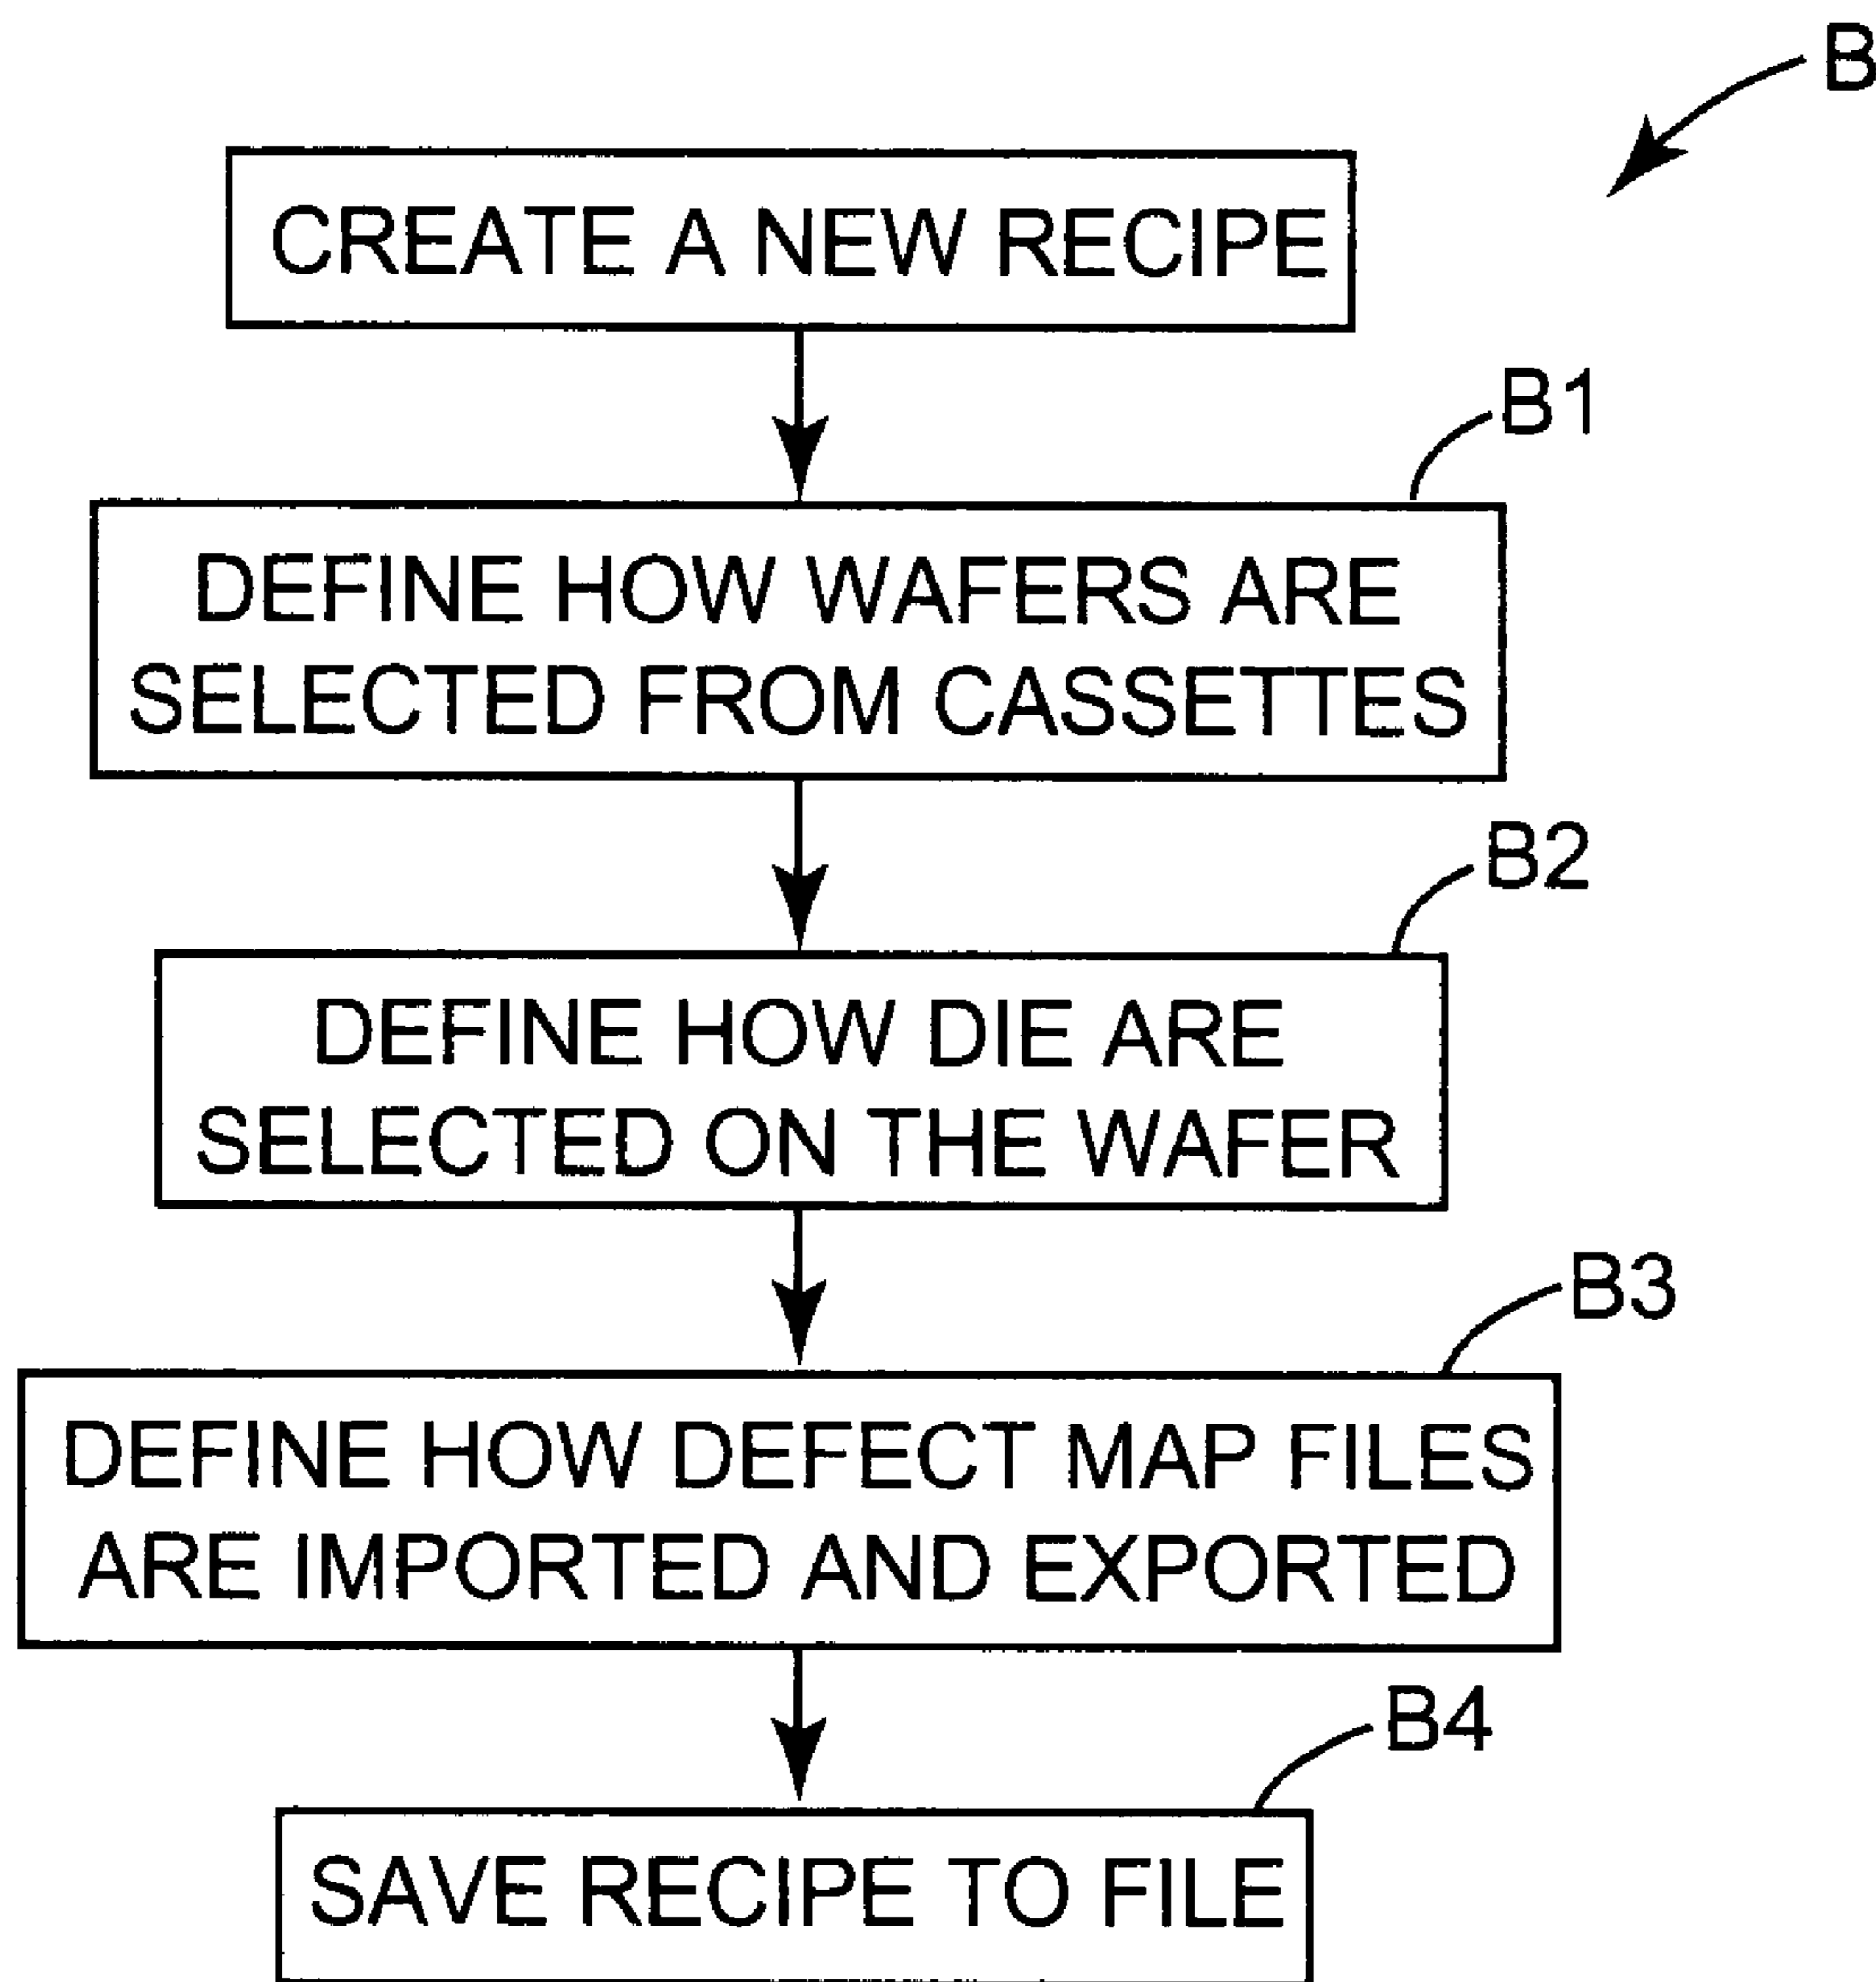 B
CREATE A NEW RECIPE
B1
DEFINE HOW WAFERS ARE
SELECTED FROM CASSETTES
B2
DEFINE HOW DIE ARE
SELECTED ON THE WAFER
B3
DEFINE HOW DEFECT MAP FILES
ARE IMPORTED AND EXPORTED
B4
SAVE RECIPE TO FILE